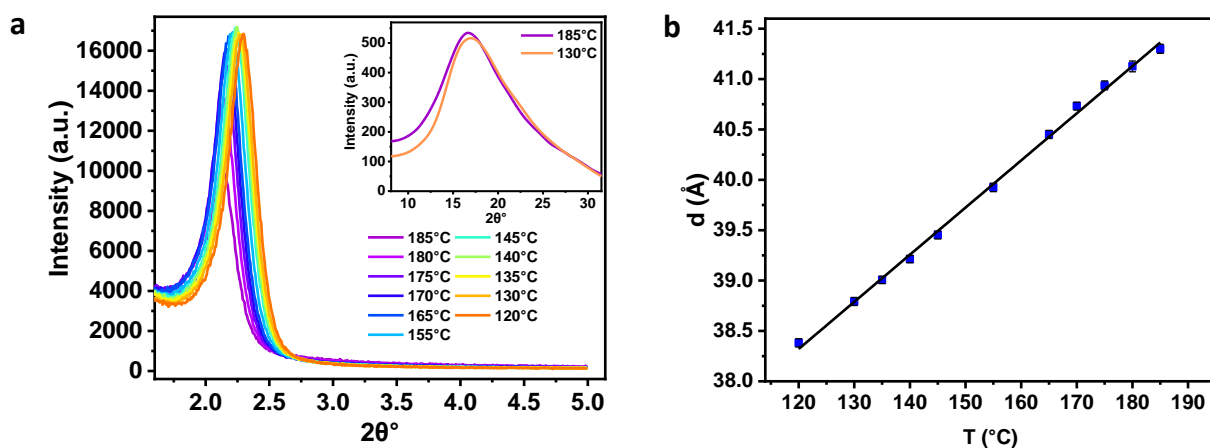 a
16000
14000
12000
10000
8000
6000
4000
2000
0
Intensity (a.u.)
2.0 2.5 3.0 3.5 4.0 4.5 5.0
2θ°
500
400
300
200
100
0
Intensity (a.u.)
10 15 20 25 30
2θ°
185°C
130°C
185°C
180°C
175°C
170°C
165°C
155°C
145°C
140°C
135°C
130°C
120°C
b
41.5
41.0
40.5
40.0
39.5
39.0
38.5
38.0
d (Å)
120 130 140 150 160 170 180 190
T (°C)